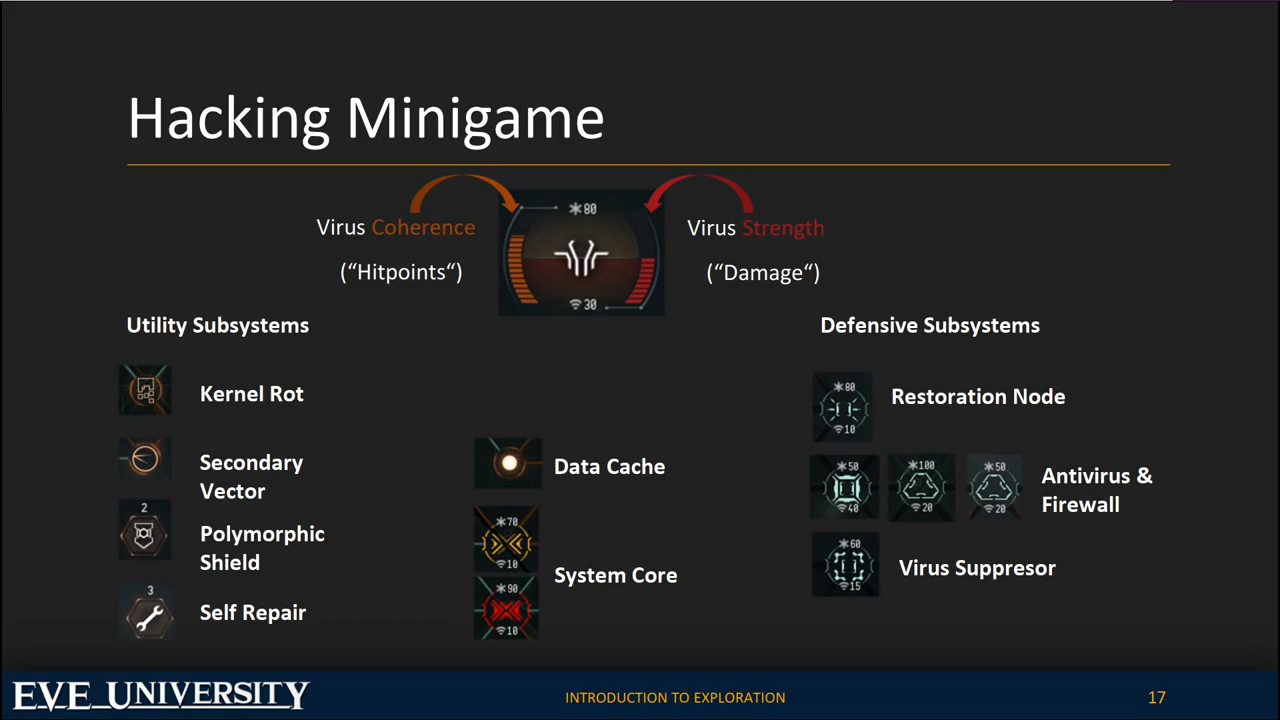 Hacking Minigame
*80
Virus Coherence
Virus Strength
(“Hitpoints“)
(“Damage“)
30
Utility Subsystems
Defensive Subsystems
Kernel Rot
Secondary
Vector
2
Polymorphic
Shield
3
Self Repair
Data Cache
*70
10
System Core
*90
10
*80
10
Restoration Node
*50
40
*100
20
*50
20
Antivirus &
Firewall
*60
15
Virus Suppresor
EVE UNIVERSITY
INTRODUCTION TO EXPLORATION
17